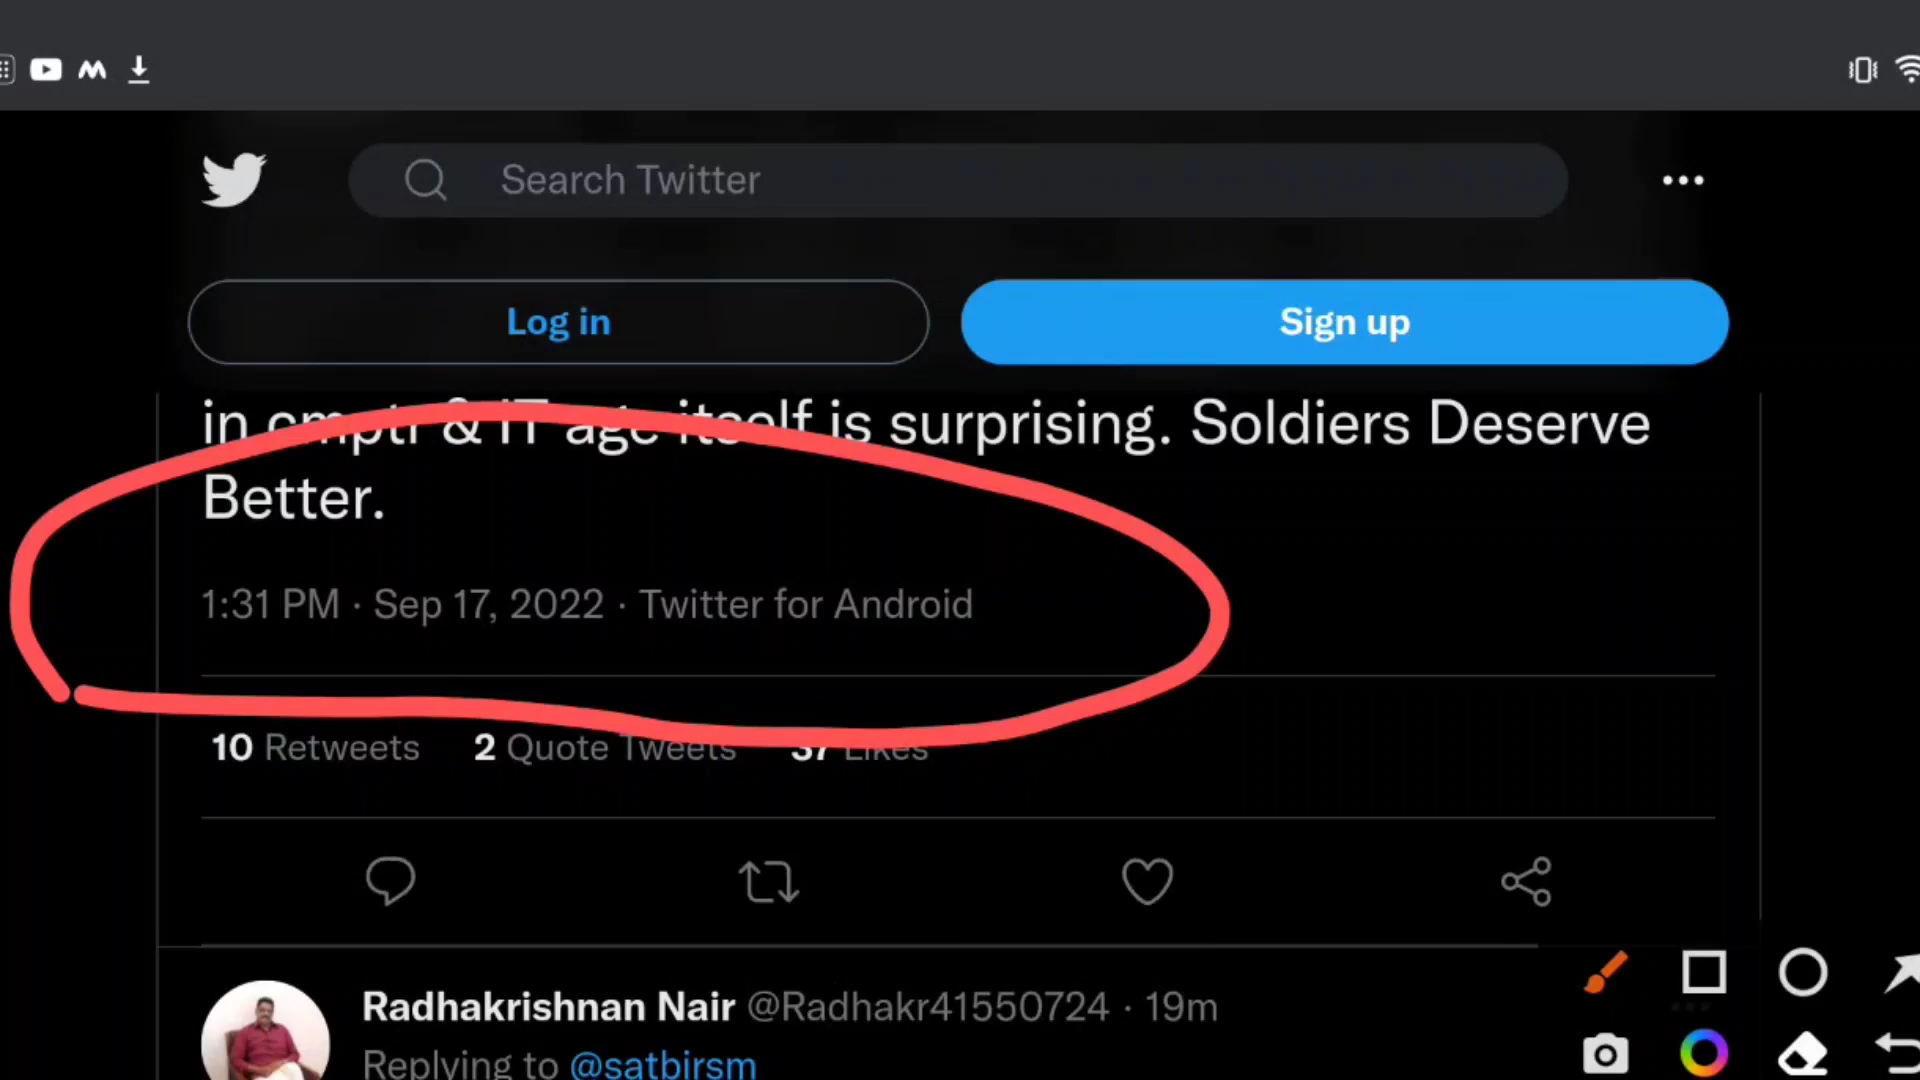 Search Twitter
Log in
Sign up
in cmptr & IT age itself is surprising. Soldiers Deserve
Better.
1:31 PM · Sep 17, 2022 · Twitter for Android
10 Retweets 2 Quote Tweets 37 Likes
Radhakrishnan Nair @Radhakr41550724 · 19m
Replying to @satbirsm